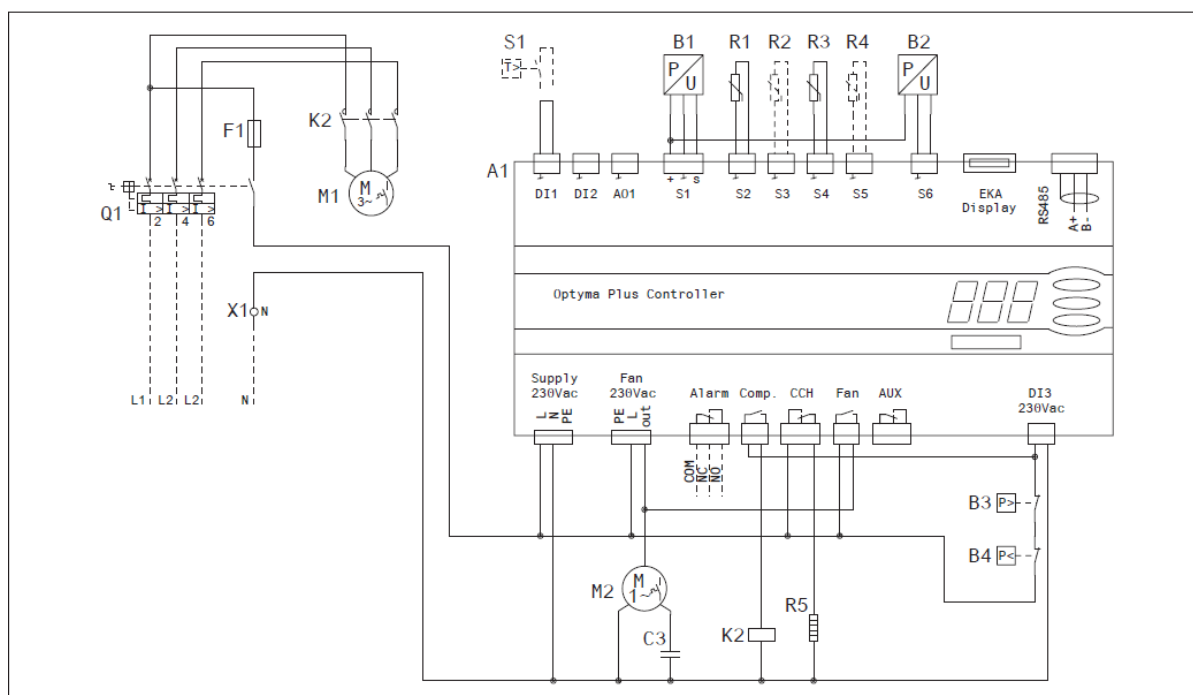 S1 B1 R1 R2 R3 R4 B2
T> P U P U
K2
F1
A1
DI1 DI2 AO1 + - s S1 S2 S3 S4 S5 S6 EKA Display RS485 A+ B-
M1 M 3~
Q1
I> I> I>
2 4 6
Optyma Plus Controller
X1 N
L1 L2 L2 N
Supply 230Vac
Fan 230Vac
Alarm Comp. CCH Fan AUX
DI3 230Vac
L N PE PE L out
COM NC NO
B3 P>
B4 P<
M2 M 1~
C3 K2 R5